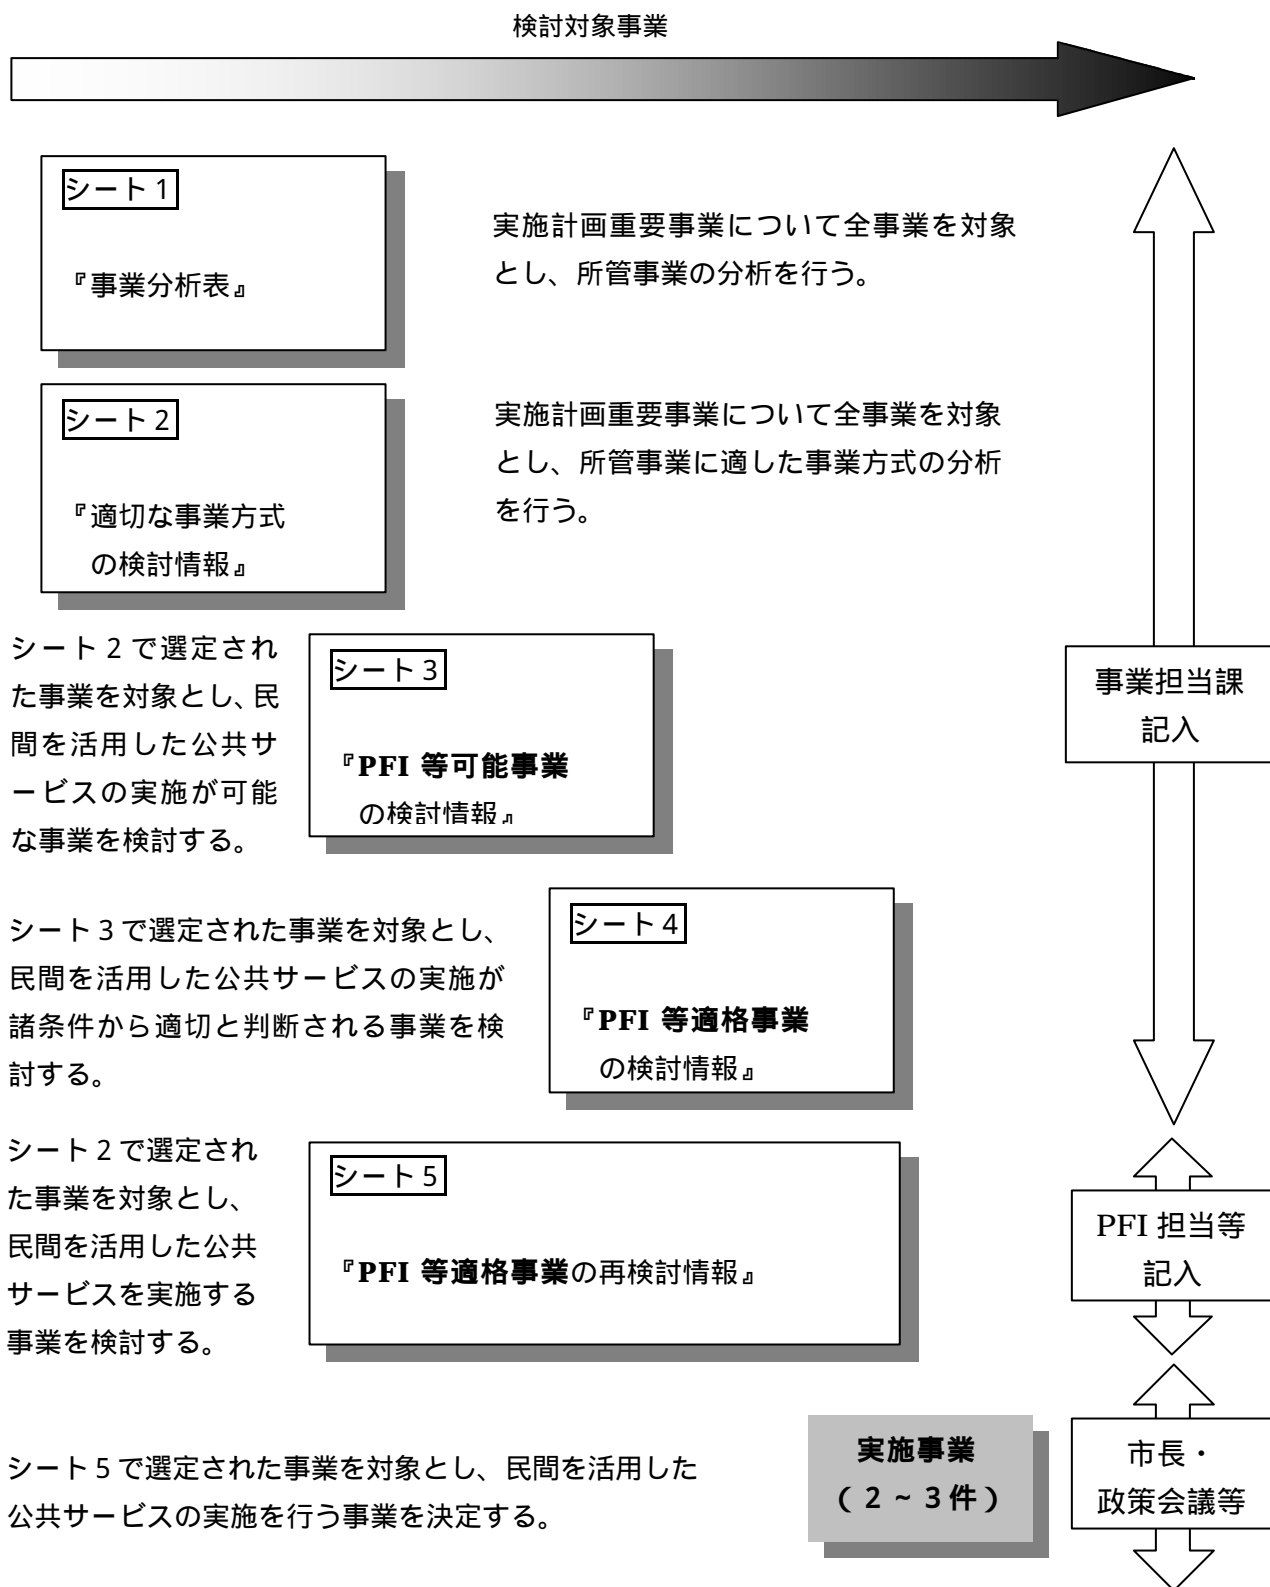 検討対象事業
シート1
『事業分析表』
実施計画重要事業について全事業を対象
とし、所管事業の分析を行う。
シート2
『適切な事業方式
の検討情報』
実施計画重要事業について全事業を対象
とし、所管事業に適した事業方式の分析
を行う。
シート2で選定され
た事業を対象とし、民
間を活用した公共サ
ービスの実施が可能
な事業を検討する。
シート3
『PFI 等可能事業
の検討情報』
事業担当課
記入
シート3で選定された事業を対象とし、
民間を活用した公共サービスの実施が
諸条件から適切と判断される事業を検
討する。
シート4
『PFI 等適格事業
の検討情報』
シート2で選定され
た事業を対象とし、
民間を活用した公共
サービスを実施する
事業を検討する。
シート5
『PFI 等適格事業の再検討情報』
PFI 担当等
記入
シート5で選定された事業を対象とし、民間を活用した
公共サービスの実施を行う事業を決定する。
実施事業
(2~3件)
市長・
政策会議等